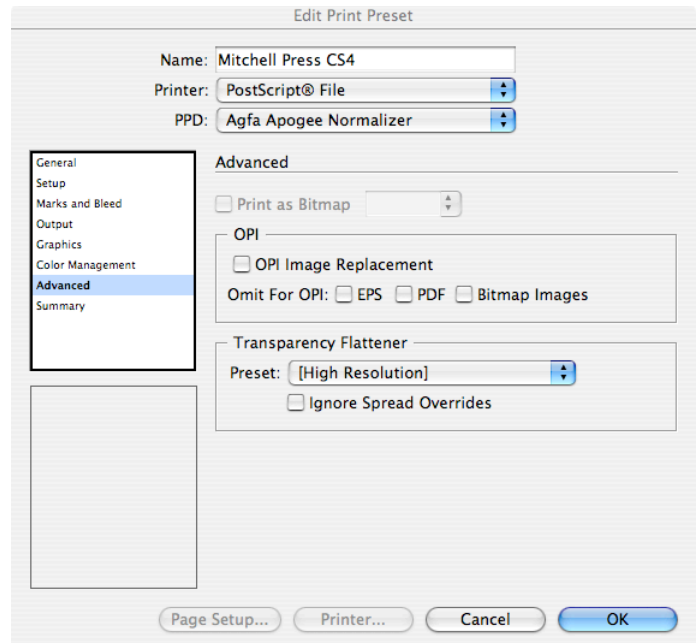 Edit Print Preset
Name: Mitchell Press CS4
Printer: PostScript® File
PPD: Agfa Apogee Normalizer
General
Setup
Marks and Bleed
Output
Graphics
Color Management
Advanced
Summary
Advanced
Print as Bitmap
OPI
OPI Image Replacement
Omit For OPI: EPS PDF Bitmap Images
Transparency Flattener
Preset: [High Resolution]
Ignore Spread Overrides
Page Setup... Printer... Cancel OK